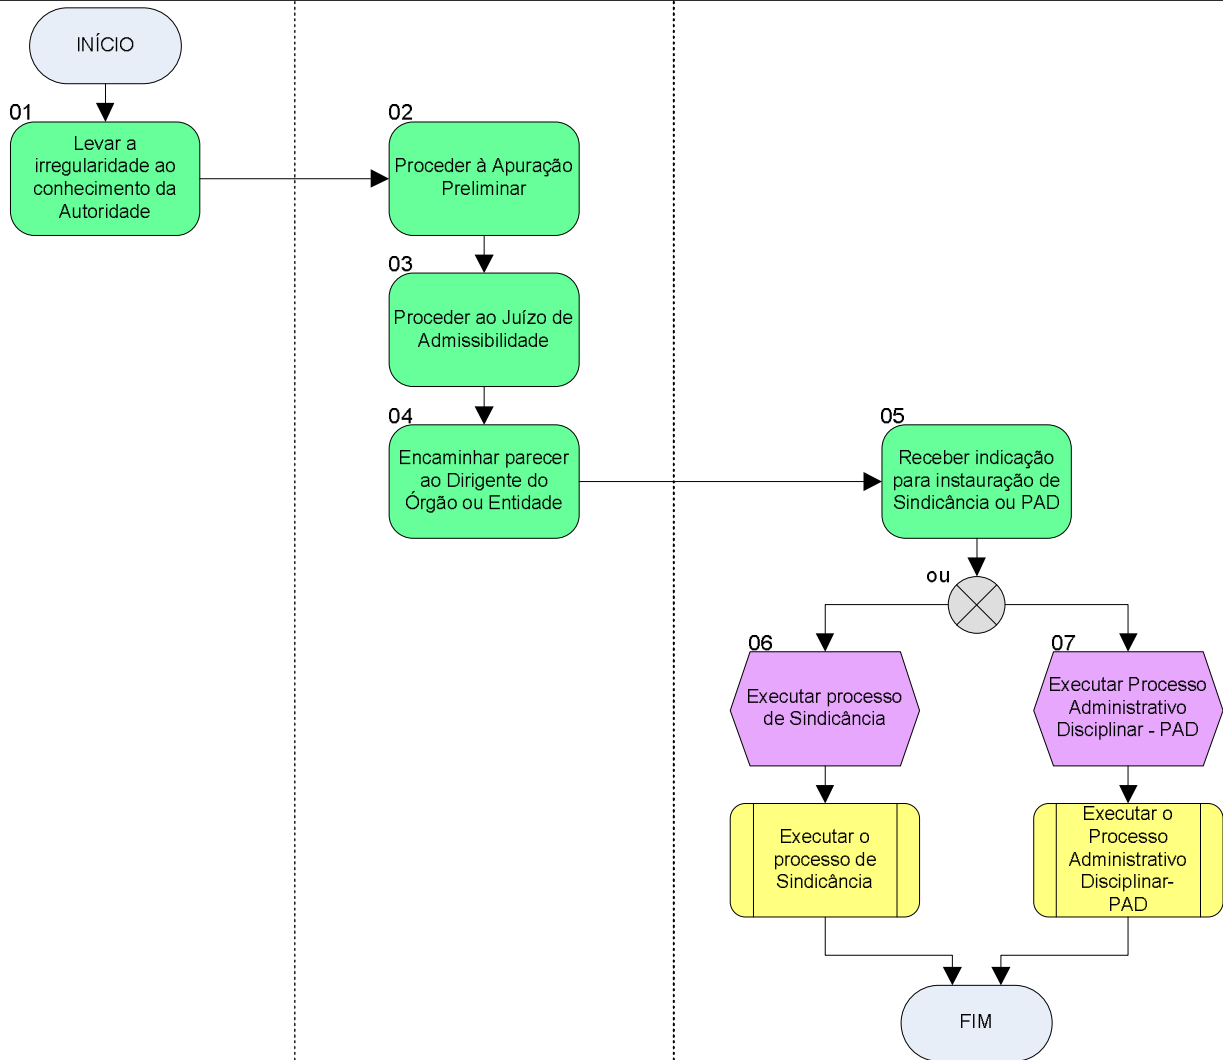 INÍCIO
01
Levar a
irregularidade ao
conhecimento da
Autoridade
02
Proceder à Apuração
Preliminar
03
Proceder ao Juízo de
Admissibilidade
04
Encaminhar parecer
ao Dirigente do
Órgão ou Entidade
05
Receber indicação
para instauração de
Sindicância ou PAD
ou
06
Executar processo
de Sindicância
07
Executar Processo
Administrativo
Disciplinar - PAD
Executar o
processo de
Sindicância
Executar o
Processo
Administrativo
Disciplinar-
PAD
FIM